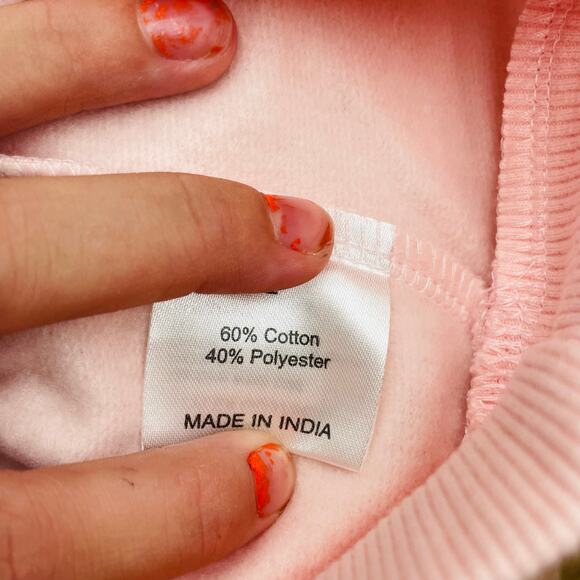 60% Cotton
40% Polyester
MADE IN INDIA